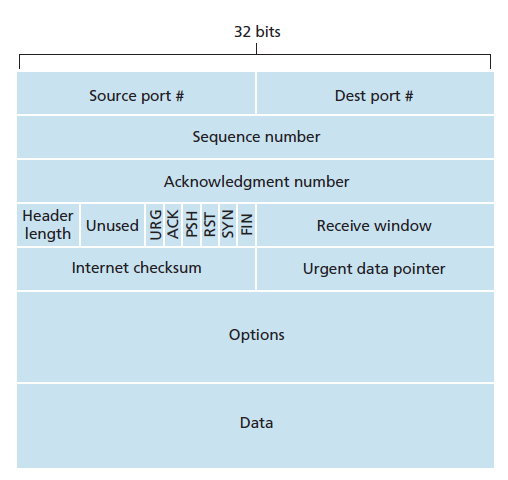 32 bits
Source port #
Dest port #
Sequence number
Acknowledgment number
Header
length
Unused
URG
ACK
PSH
RST
SYN
FIN
Receive window
Internet checksum
Urgent data pointer
Options
Data